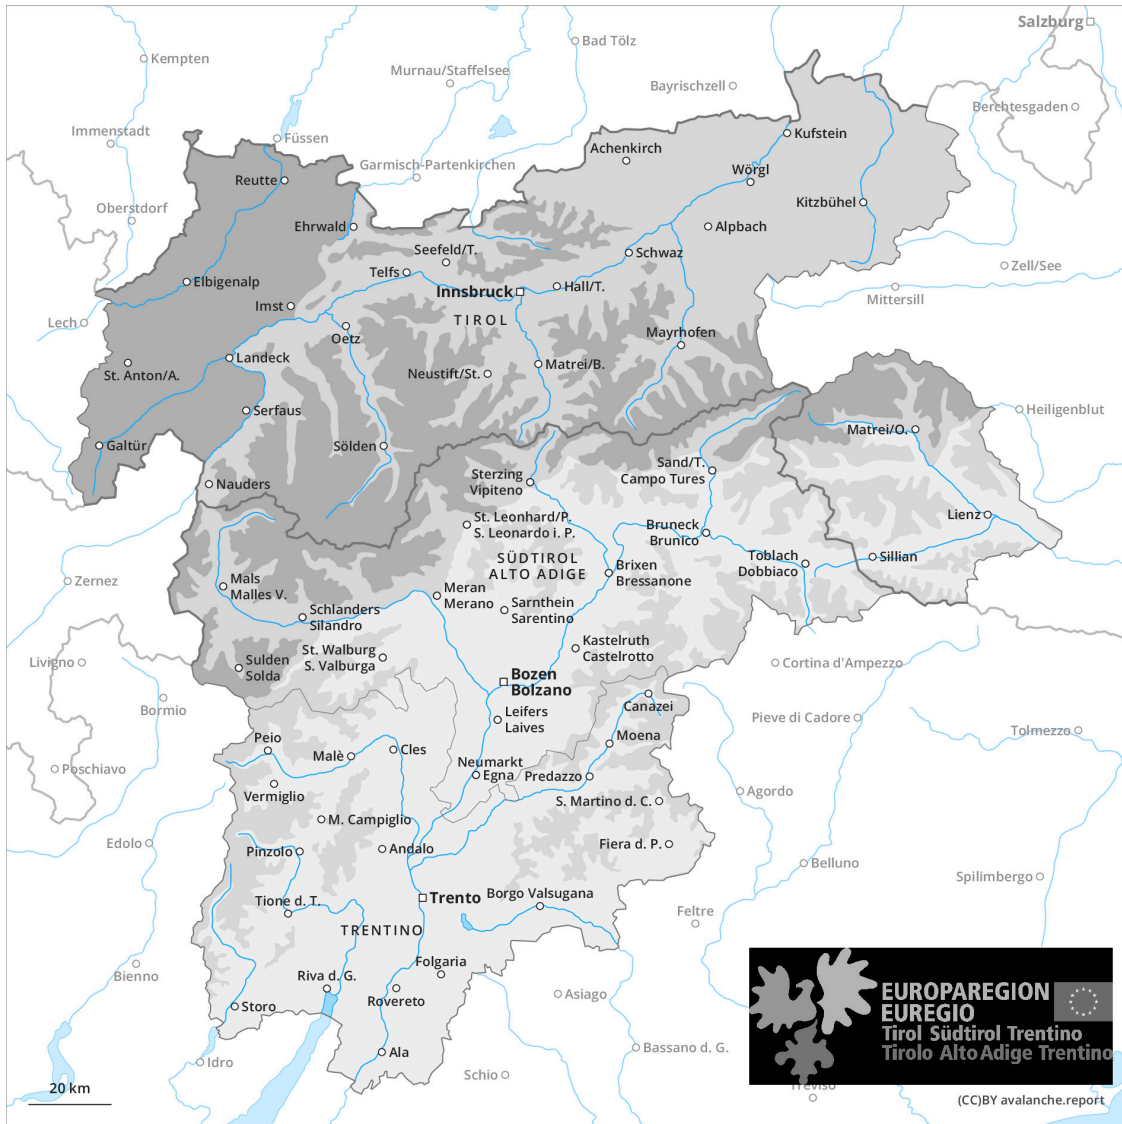 Salzburg
Bad Tölz
Kempten
Murnau/Staffelsee
Bayrischzell
Berchtesgaden
Immenstadt
Füssen
Kufstein
Achenkirch
Garmisch-Partenkirchen
Wörgl
Reutte
Kitzbühel
Oberstdorf
Ehrwald
Alpbach
Seefeld/T.
Schwaz
Telfs
Zell/See
Elbigenalp
Hall/T.
Innsbruck
Mittersill
Imst
TIROL
Lech
Oetz
Mayrhofen
Landeck
Matrei/B.
St. Anton/A.
Neustift/St.
Serfaus
Heiligenblut
Matrei/O.
Galtür
Sölden
Sand/T.
Campo Tures
Sterzing
Vipiteno
Nauders
St. Leonhard/P.
S. Leonardo i. P.
Lienz
Bruneck
Brunico
SÜDTIROL
ALTO ADIGE
Toblach
Dobbiaco
Sillian
Brixen
Bressanone
Zernez
Mals
Malles V.
Meran
Merano
Sarnthein
Sarentino
Schlanders
Silandro
Kastelruth
Castelrotto
St. Walburg
S. Valburga
Livigno
Sulden
Solda
Cortina d'Ampezzo
Bozen
Bolzano
Canazei
Bormio
Leifers
Laives
Pieve di Cadore
Tolmezzo
Moena
Peio
Malè
Cles
Neumarkt
Egna
Predazzo
Poschiavo
Vermiglio
Agordo
S. Martino d. C.
M. Campiglio
Edolo
Pinzolo
Andalo
Fiera d. P.
Belluno
Spilimbergo
Trento
Borgo Valsugana
Tione d. T.
Feltre
TRENTINO
Folgaria
Bienno
Riva d. G.
Rovereto
Asiago
Storo
EUROPAREGION
EUREGIO
Tirol Südtirol Trentino
Tirolo Alto Adige Trentino
Ala
Bassano d. G.
Idro
Schio
Treviso
20 km
(CC)BY avalanche.report